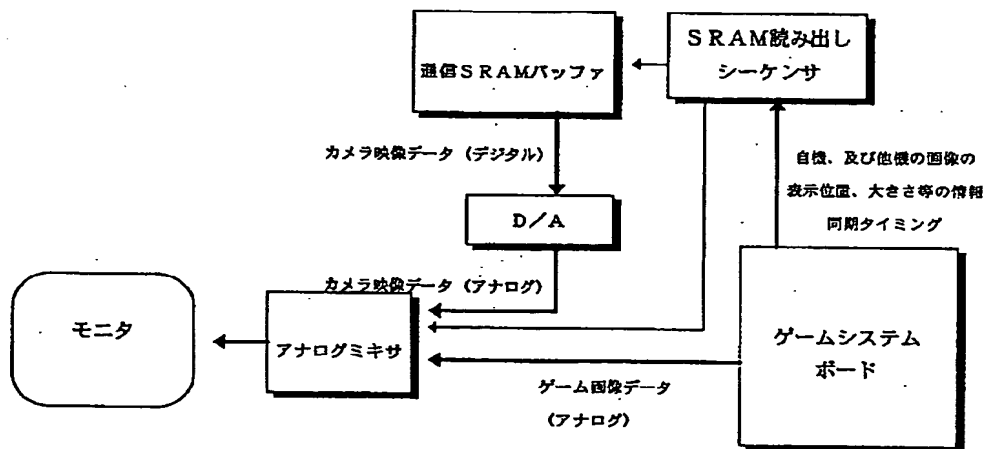 通信SRAMバッファ
SRAM読み出し
シーケンサ
カメラ映像データ(デジタル)
自機、及び他機の画像の
表示位置、大きさ等の情報
同期タイミング
D/A
カメラ映像データ(アナログ)
モニタ
アナログミキサ
ゲームシステム
ボード
ゲーム画像データ
(アナログ)